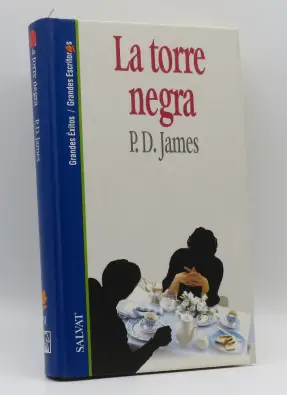 La torre
negra
P. D. James
Grandes Éxitos / Grandes Escritores
SALVAT
La torre negra P. D. James